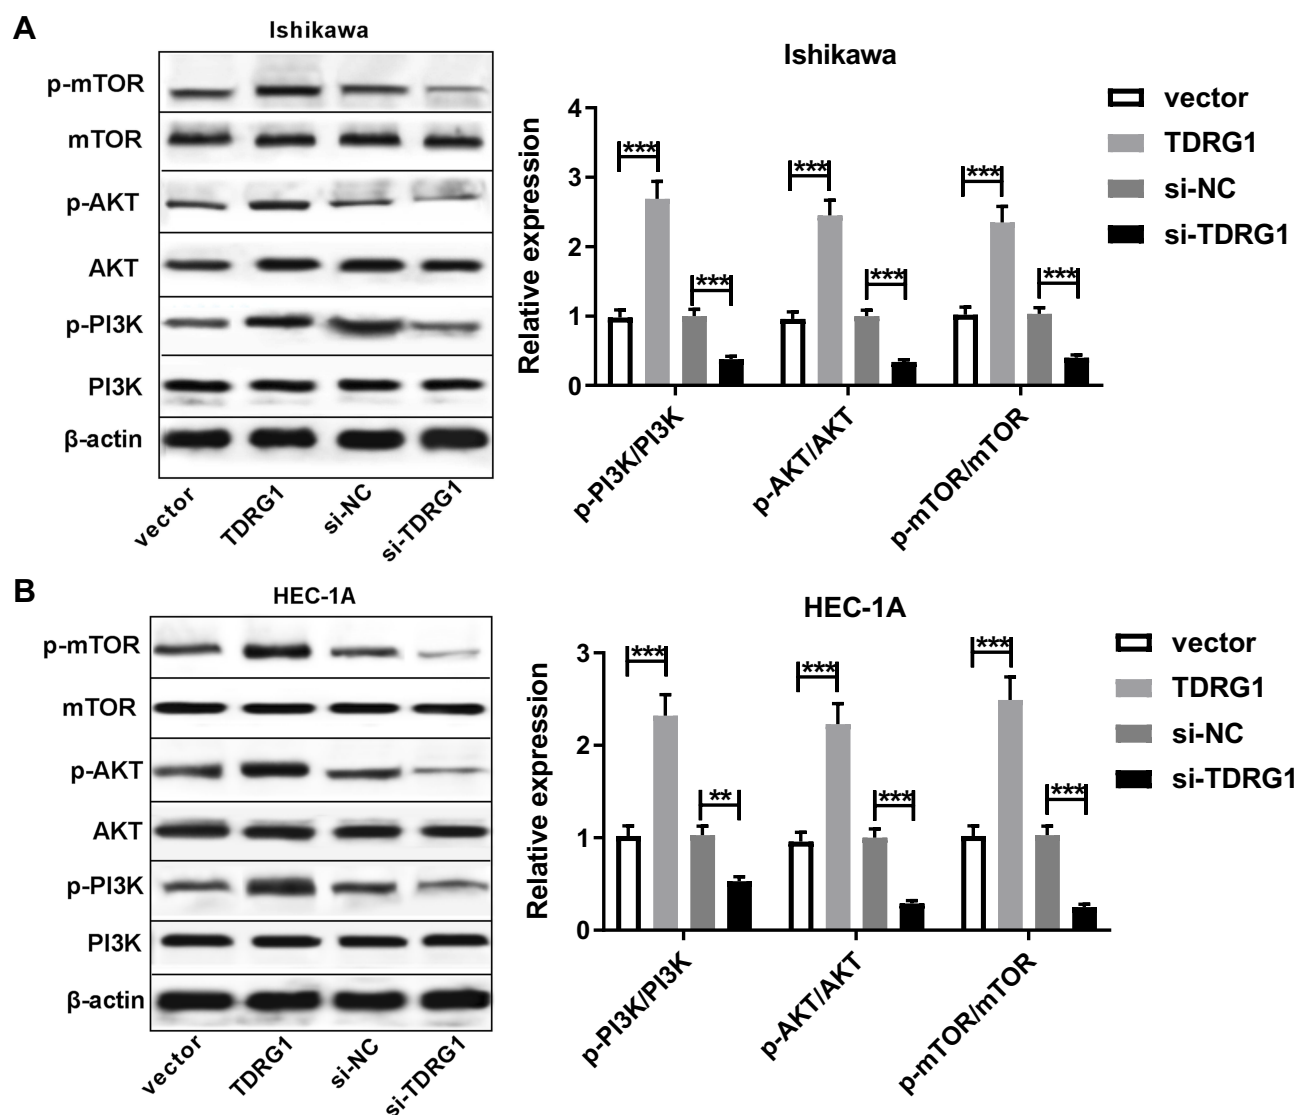 A
Ishikawa
p-mTOR
mTOR
p-AKT
AKT
p-PI3K
PI3K
β-actin
vector
TDRG1
si-NC
si-TDRG1
Ishikawa
Relative expression
4
3
2
1
0
***
***
***
***
***
***
p-PI3K/PI3K
p-AKT/AKT
p-mTOR/mTOR
vector
TDRG1
si-NC
si-TDRG1
B
HEC-1A
p-mTOR
mTOR
p-AKT
AKT
p-PI3K
PI3K
β-actin
vector
TDRG1
si-NC
si-TDRG1
HEC-1A
Relative expression
3
2
1
0
***
**
***
***
***
***
p-PI3K/PI3K
p-AKT/AKT
p-mTOR/mTOR
vector
TDRG1
si-NC
si-TDRG1